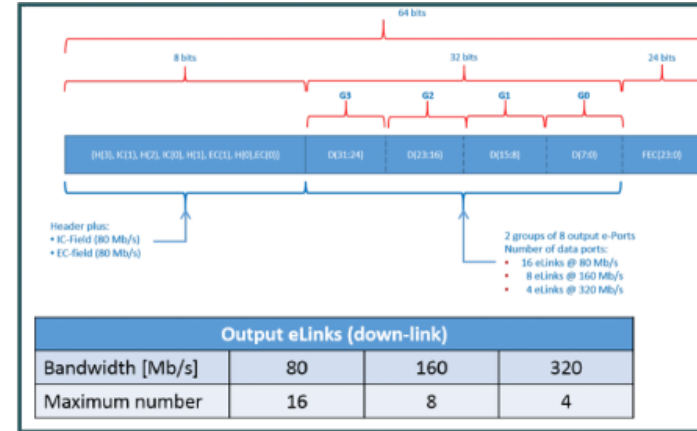 64 bits
8 bits
32 bits
24 bits
G3
G2
G1
G0
{H(3), IC(1), H(2), IC(0), H(1), EC(1), H(0),EC(0)}
D(31:24)
D(23:16)
D(15:8)
D(7:0)
FEC(23:0)
Header plus:
• IC-Field (80 Mb/s)
• EC-field (80 Mb/s)
2 groups of 8 output e-Ports
Number of data ports:
• 16 eLinks @ 80 Mb/s
• 8 eLinks @ 160 Mb/s
• 4 eLinks @ 320 Mb/s
Output eLinks (down-link)
Bandwidth [Mb/s] 80 160 320
Maximum number 16 8 4